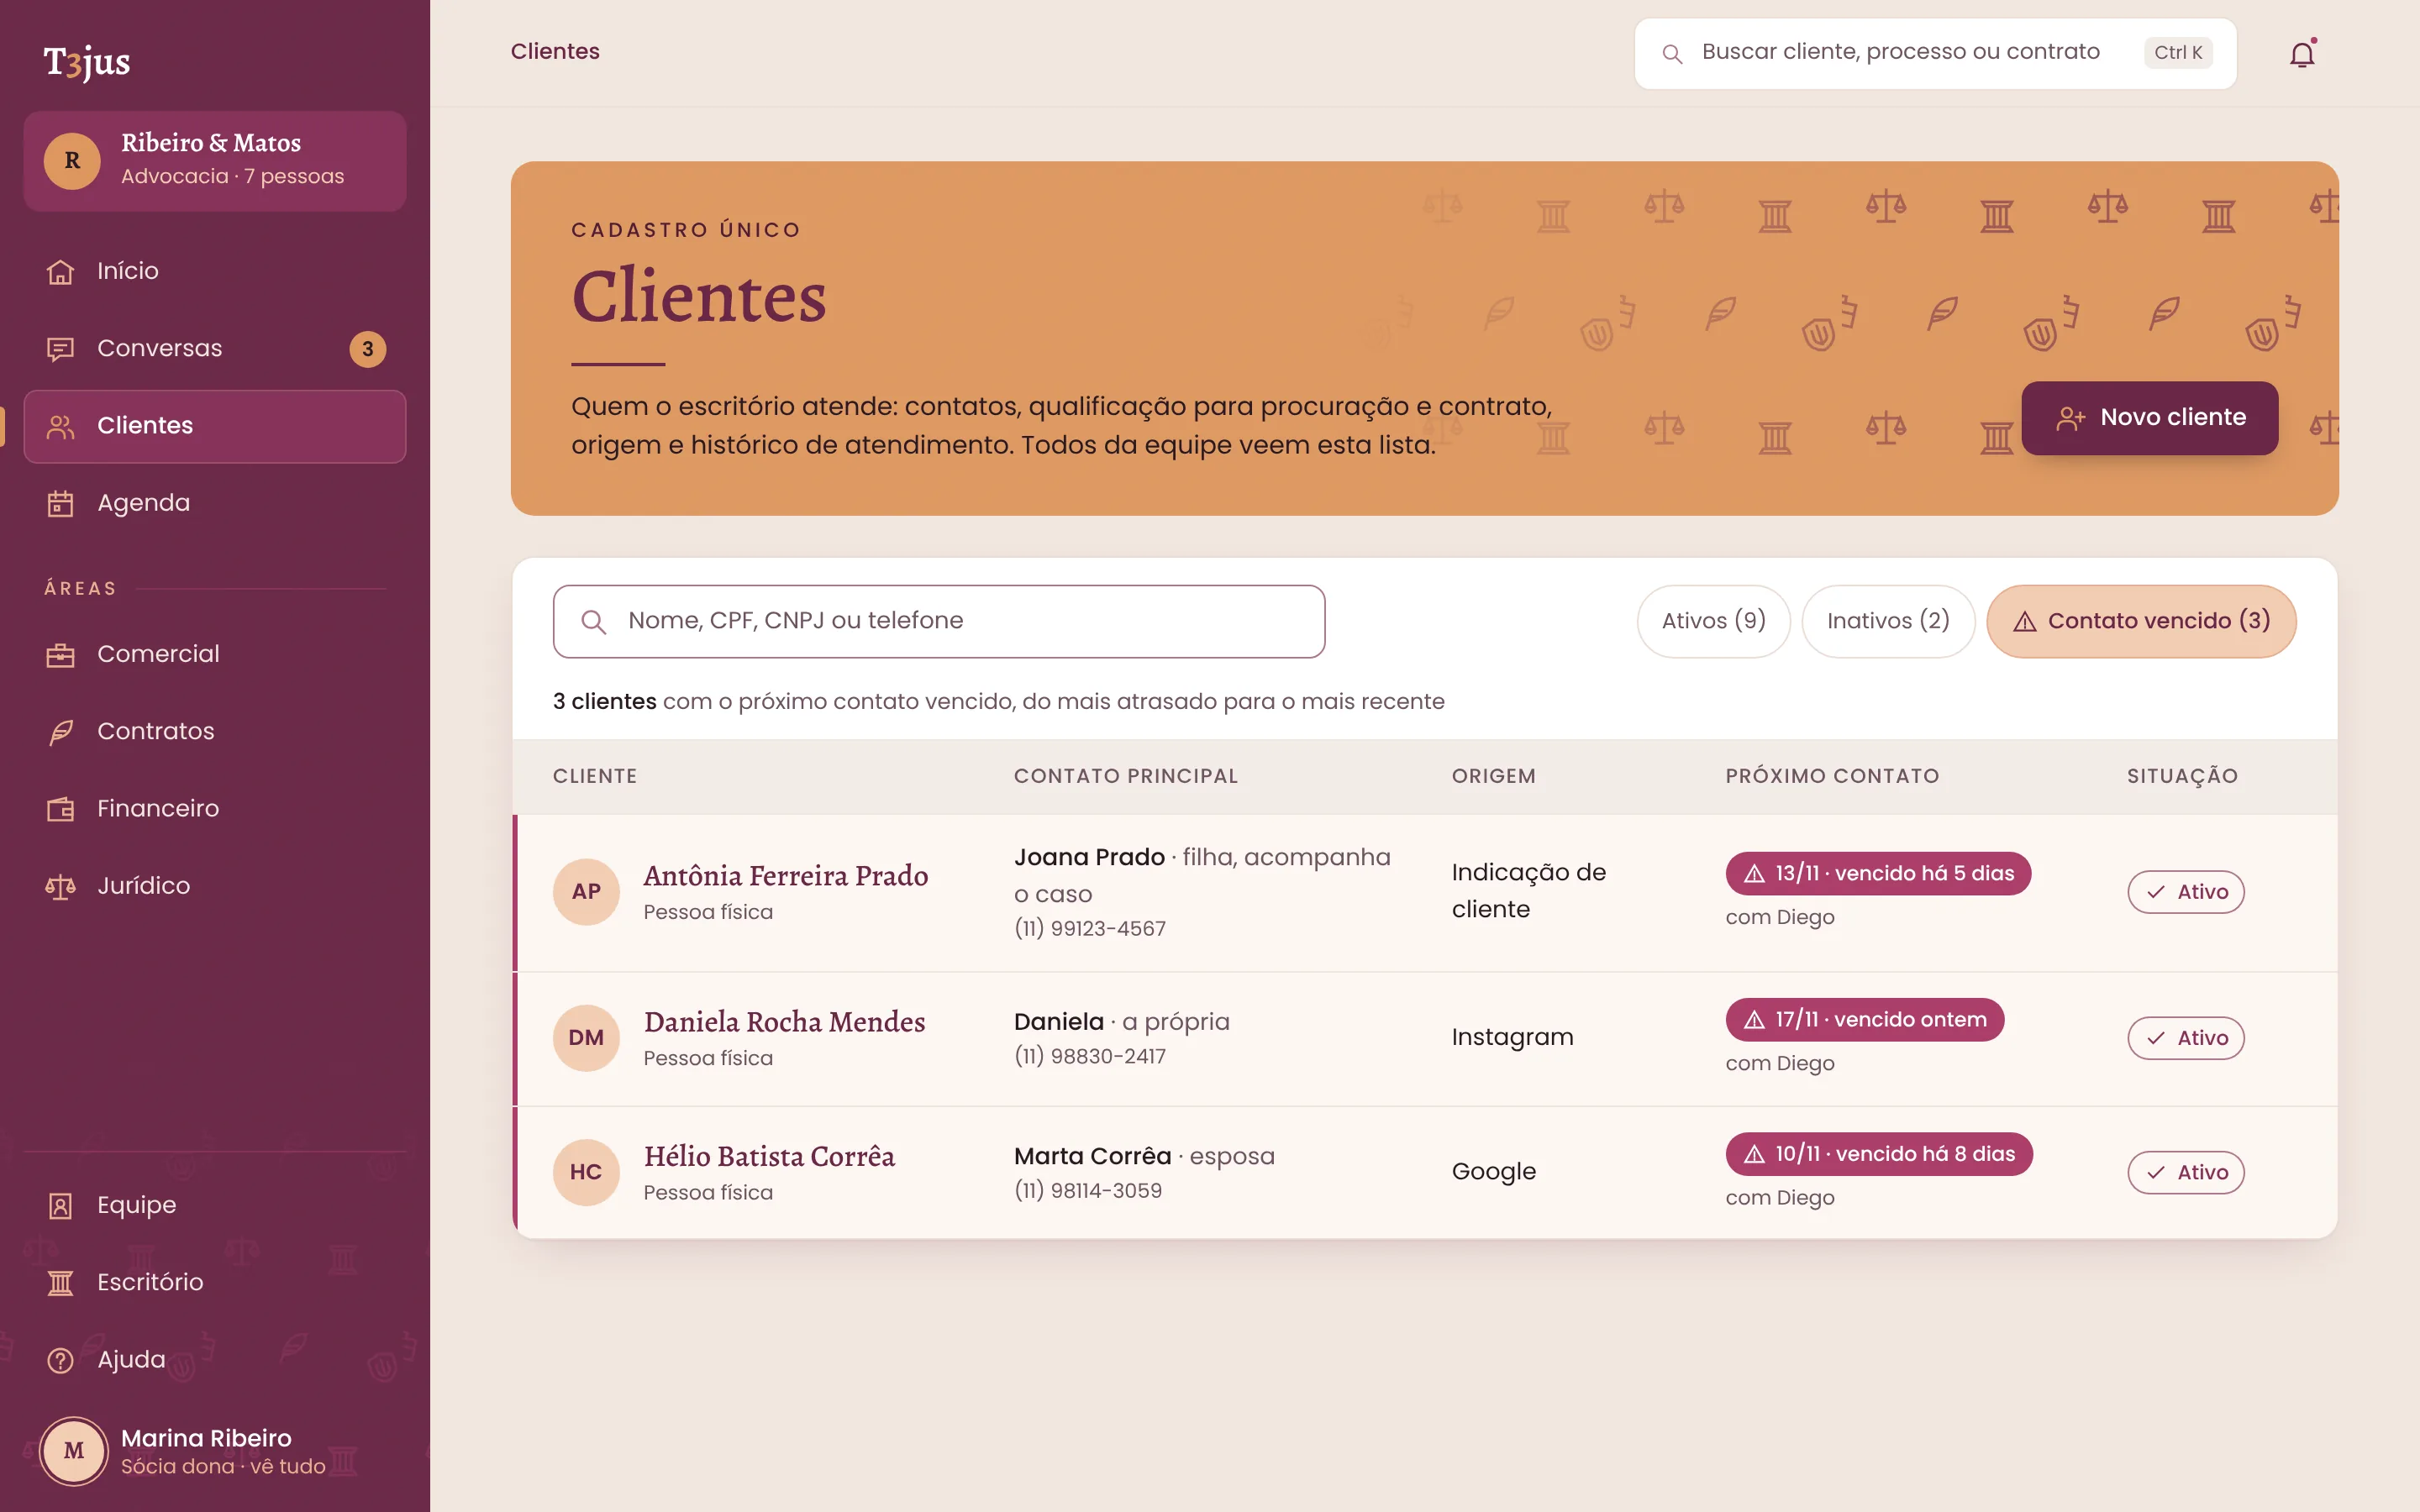 T3jus
R
Ribeiro & Matos
Advocacia · 7 pessoas
Início
Conversas
3
Clientes
Agenda
ÁREAS
Comercial
Contratos
Financeiro
Jurídico
Equipe
Escritório
Ajuda
M
Marina Ribeiro
Sócia dona · vê tudo
Clientes
Buscar cliente, processo ou contrato
Ctrl K
CADASTRO ÚNICO
Clientes
Quem o escritório atende: contatos, qualificação para procuração e contrato,
origem e histórico de atendimento. Todos da equipe veem esta lista.
Novo cliente
Nome, CPF, CNPJ ou telefone
Ativos (9)
Inativos (2)
Contato vencido (3)
3 clientes com o próximo contato vencido, do mais atrasado para o mais recente
CLIENTE
CONTATO PRINCIPAL
ORIGEM
PRÓXIMO CONTATO
SITUAÇÃO
AP
Antônia Ferreira Prado
Pessoa física
Joana Prado · filha, acompanha
o caso
(11) 99123-4567
Indicação de
cliente
13/11 · vencido há 5 dias
com Diego
Ativo
DM
Daniela Rocha Mendes
Pessoa física
Daniela · a própria
(11) 98830-2417
Instagram
17/11 · vencido ontem
com Diego
Ativo
HC
Hélio Batista Corrêa
Pessoa física
Marta Corrêa · esposa
(11) 98114-3059
Google
10/11 · vencido há 8 dias
com Diego
Ativo